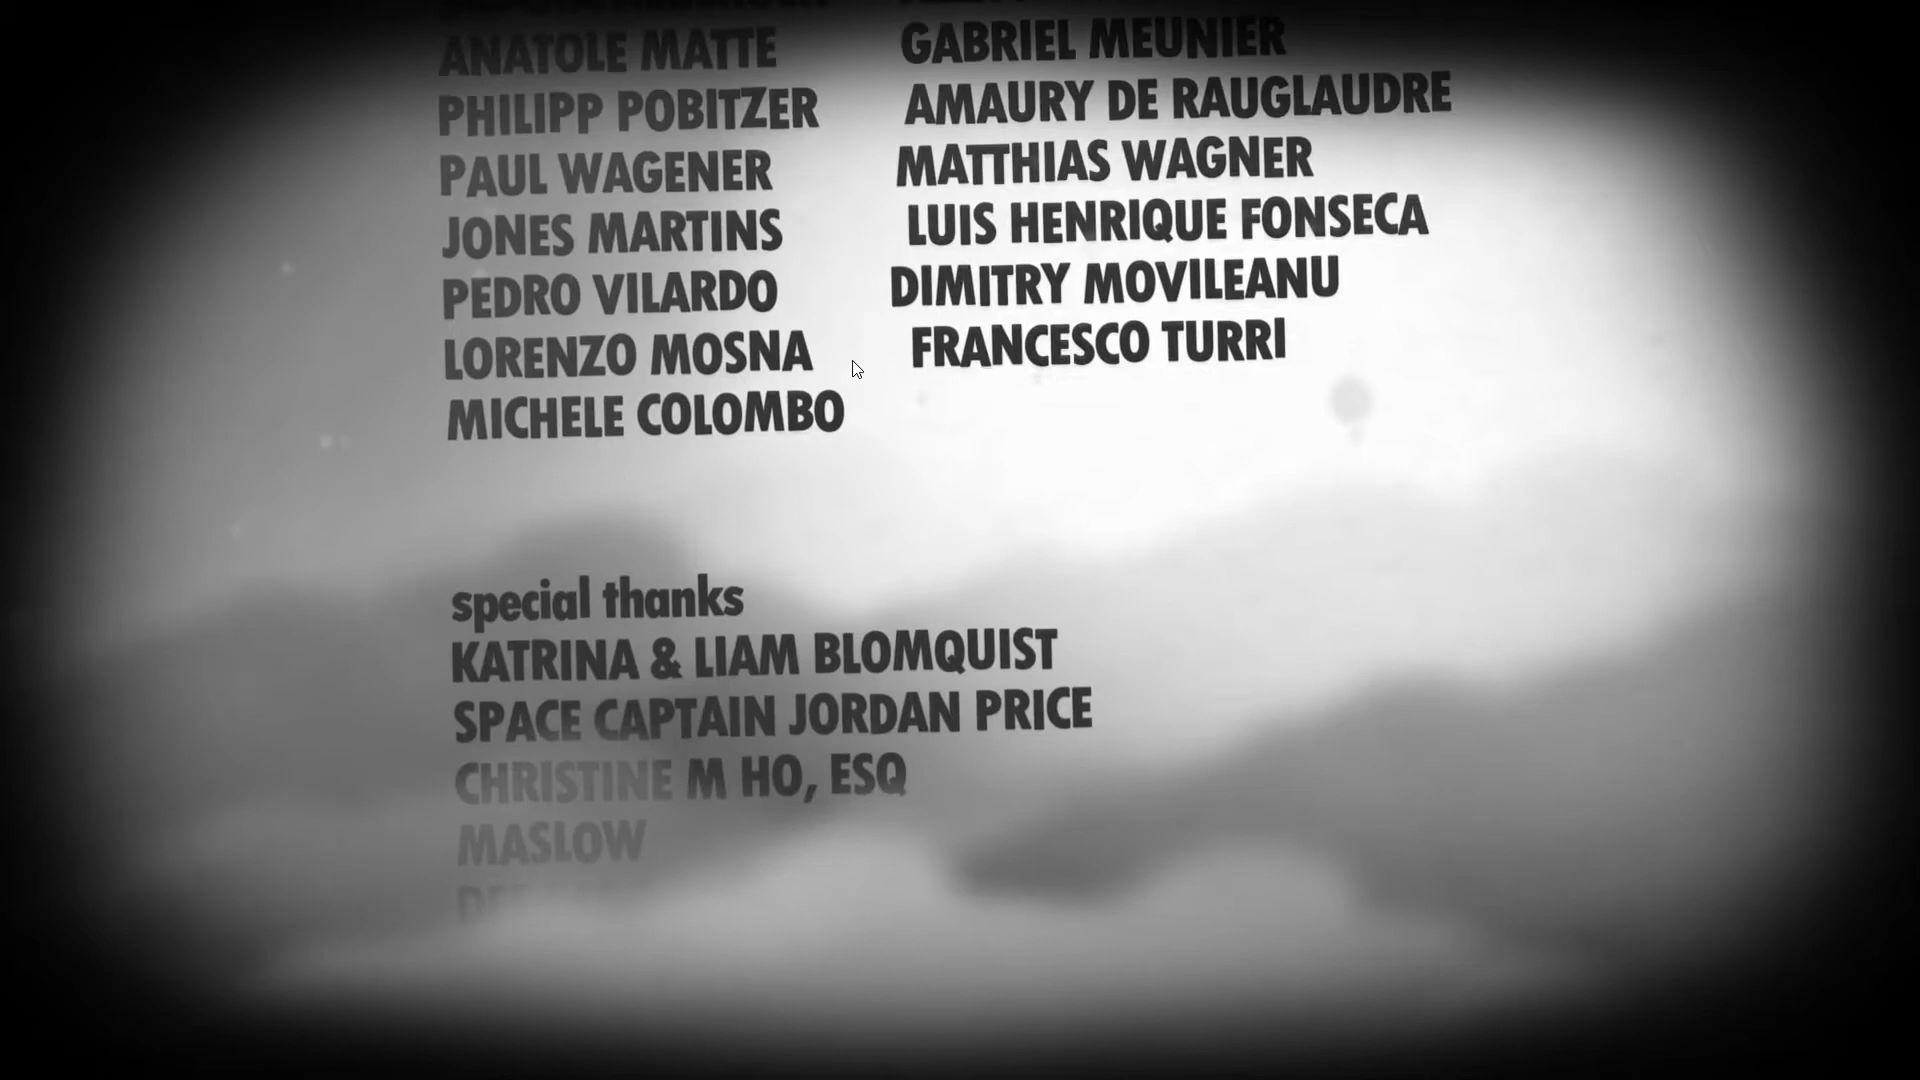 ANATOLE MATTE GABRIEL MEUNIER
PHILIPP POBITZER AMAURY DE RAUGLAUDRE
PAUL WAGENER MATTHIAS WAGNER
JONES MARTINS LUIS HENRIQUE FONSECA
PEDRO VILARDO DIMITRY MOVILEANU
LORENZO MOSNA FRANCESCO TURRI
MICHELE COLOMBO
special thanks
KATRINA & LIAM BLOMQUIST
SPACE CAPTAIN JORDAN PRICE
CHRISTINE M HO, ESQ
MASLOW